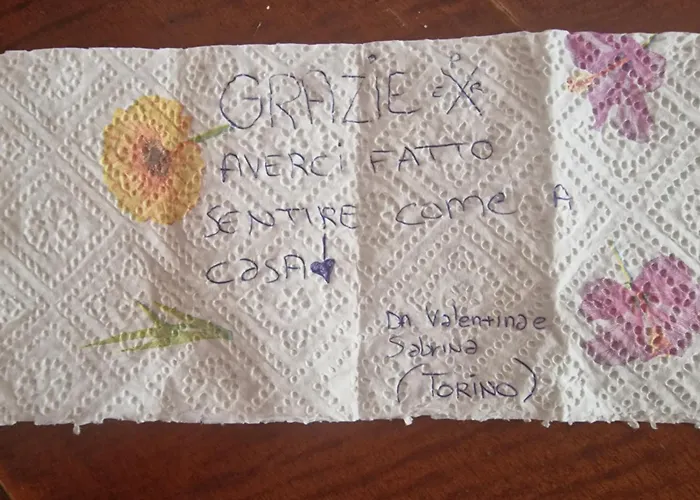 GRAZIE X
AVERCI FATTO
SENTIRE COME A
CASA
DA Valentina e
Sabrina
(TORINO)